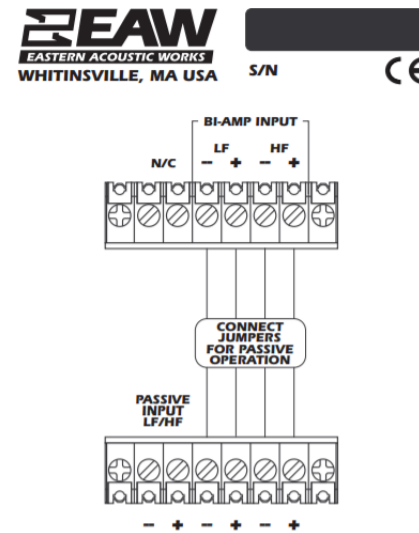 EAW
EASTERN ACOUSTIC WORKS
WHITINSVILLE, MA USA
S/N
CE
BI-AMP INPUT
LF HF
N/C − + − +
CONNECT
JUMPERS
FOR PASSIVE
OPERATION
PASSIVE
INPUT
LF/HF
− + − + − +